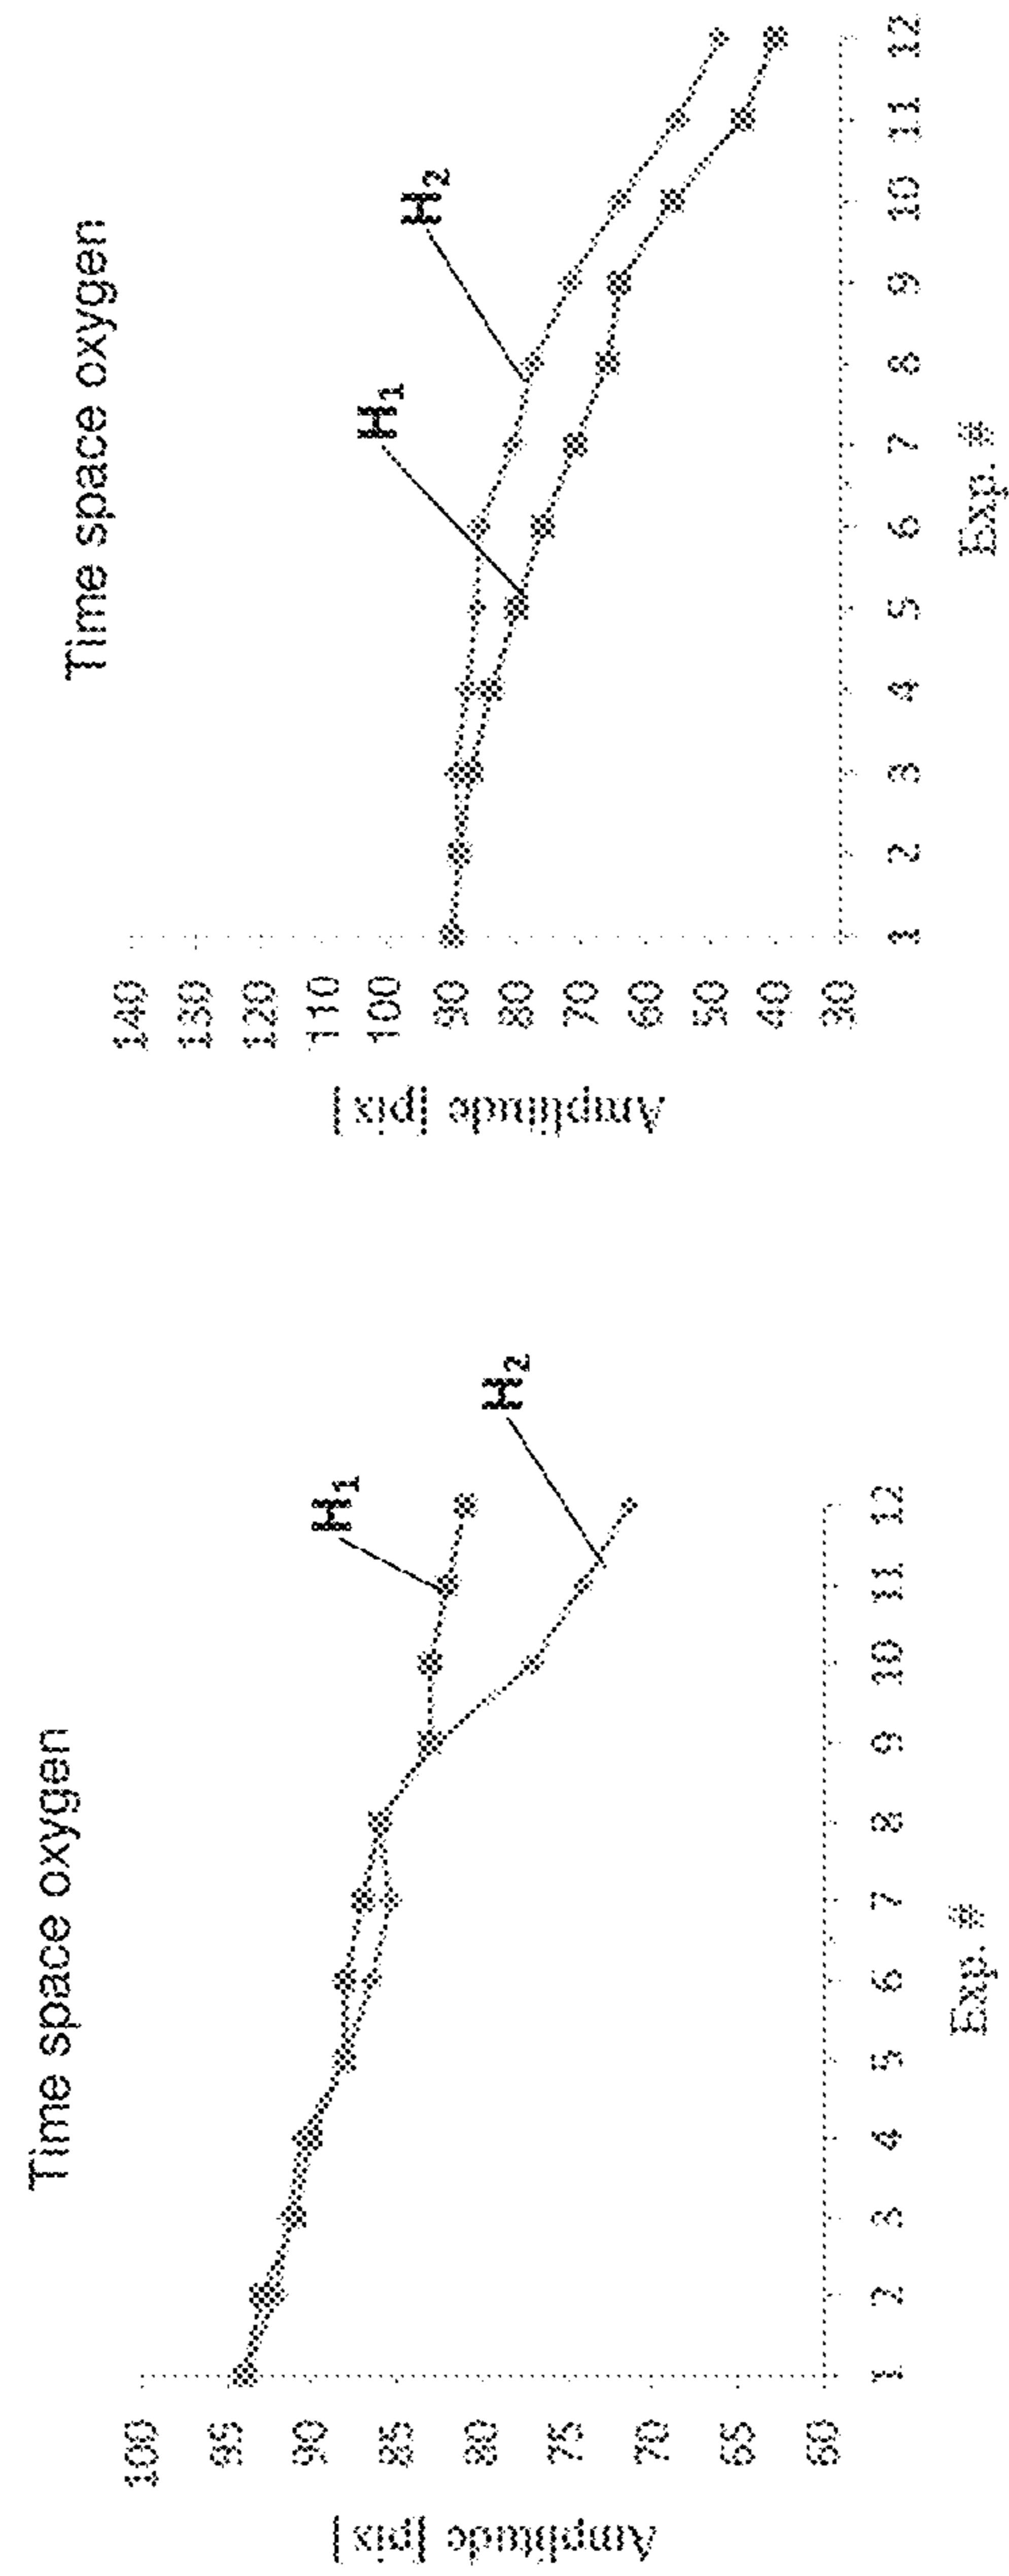 Time space oxygen
Amplitude [pix]
100
95
90
85
80
75
70
65
60
H1
H2
1 2 3 4 5 6 7 8 9 10 11 12
Exp. #
Time space oxygen
Amplitude [pix]
140
130
120
110
100
90
80
70
60
50
40
30
H1
H2
1 2 3 4 5 6 7 8 9 10 11 12
Exp. #